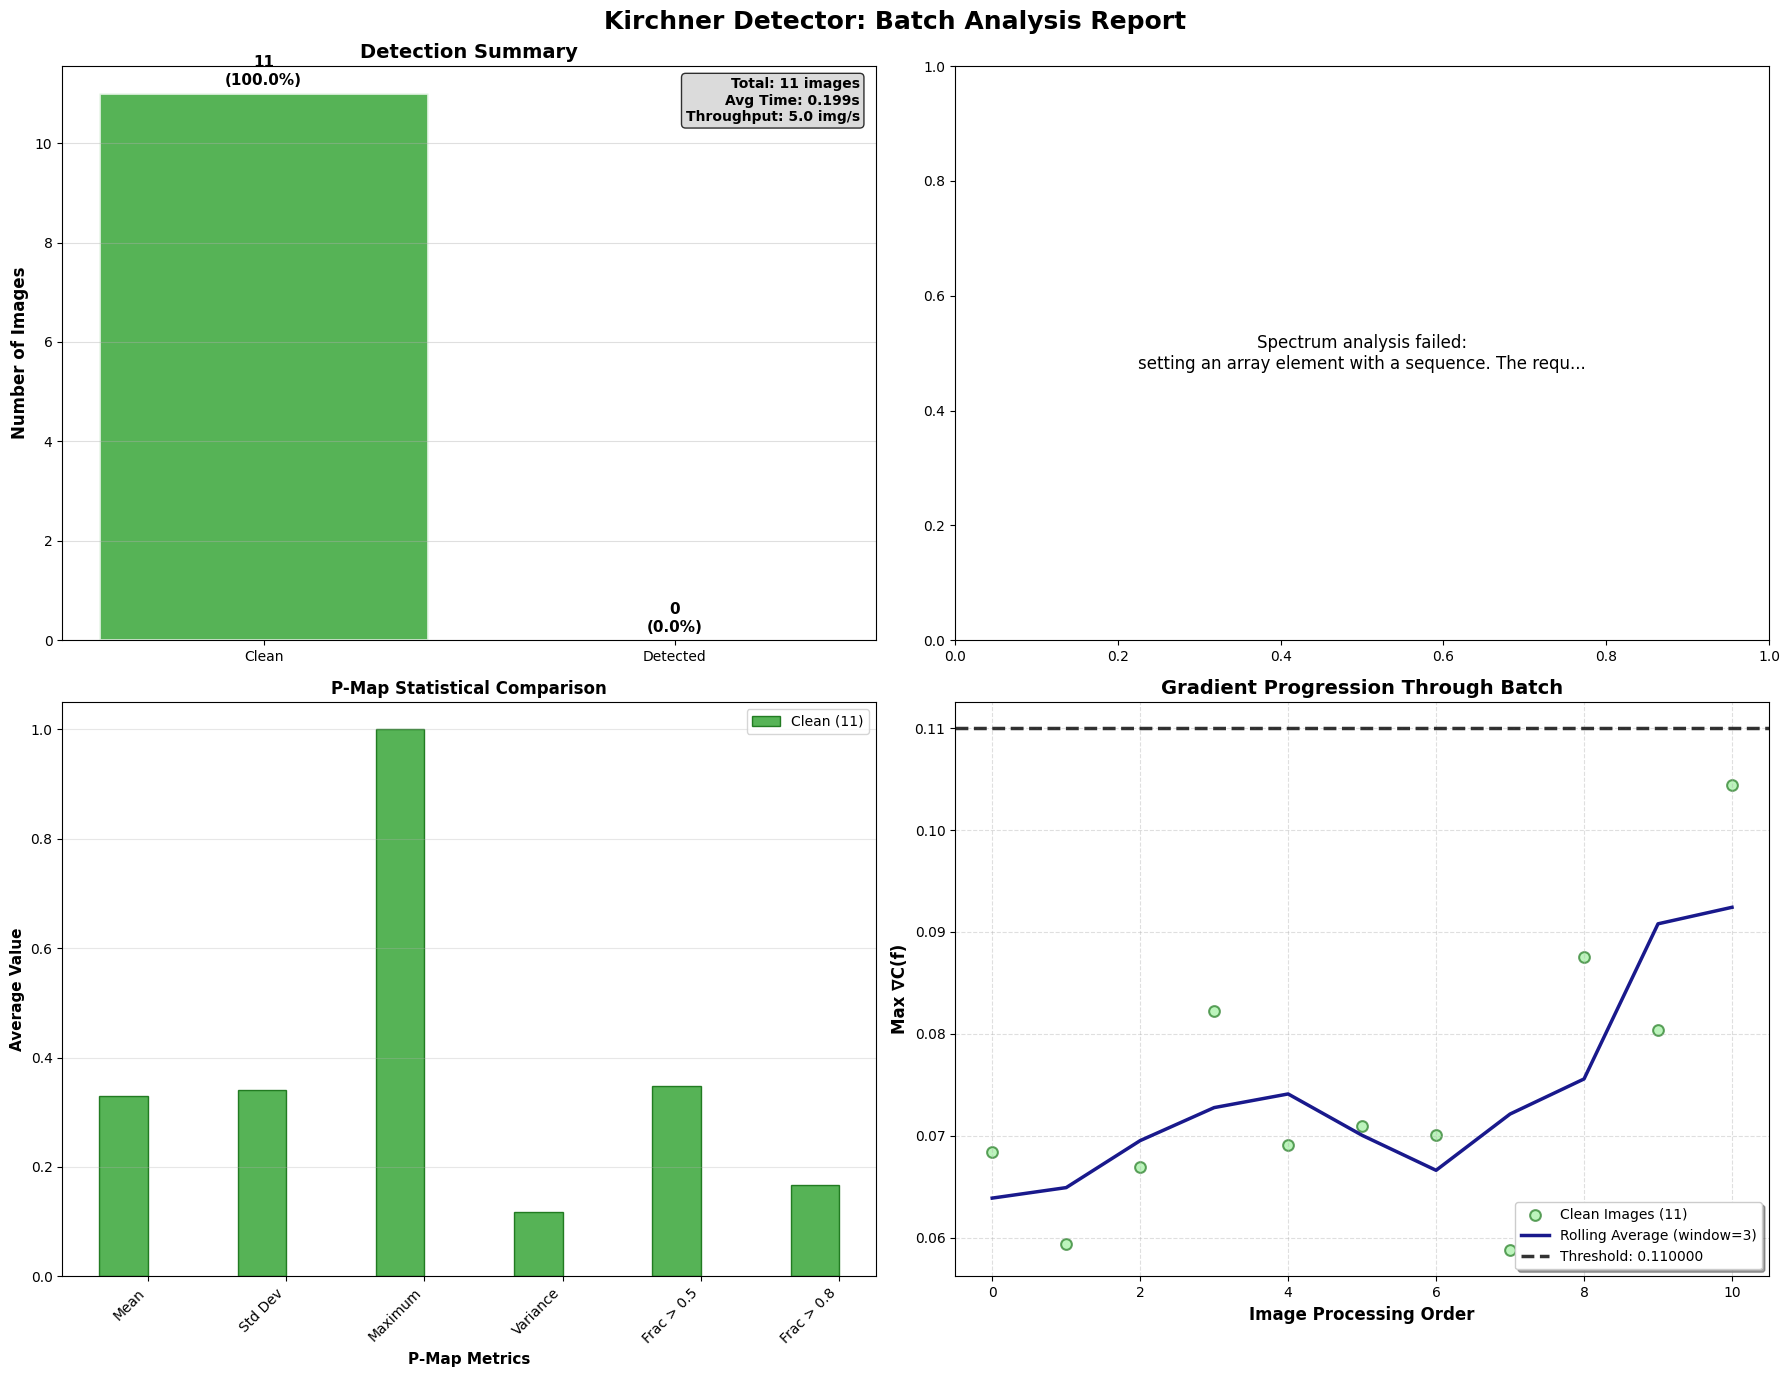 Kirchner Detector: Batch Analysis Report
Detection Summary
11
(100.0%)
Total: 11 images
Avg Time: 0.199s
Throughput: 5.0 img/s
Number of Images
10
8
6
4
2
0
0
(0.0%)
Clean
Detected
1.0
0.8
0.6
0.4
0.2
0.0
Spectrum analysis failed:
setting an array element with a sequence. The requ...
0.0
0.2
0.4
0.6
0.8
1.0
P-Map Statistical Comparison
Clean (11)
Average Value
1.0
0.8
0.6
0.4
0.2
0.0
Mean
Std Dev
Maximum
Variance
Frac > 0.5
Frac > 0.8
P-Map Metrics
Gradient Progression Through Batch
Max ∇C(f)
0.11
0.10
0.09
0.08
0.07
0.06
Clean Images (11)
Rolling Average (window=3)
Threshold: 0.110000
0
2
4
6
8
10
Image Processing Order